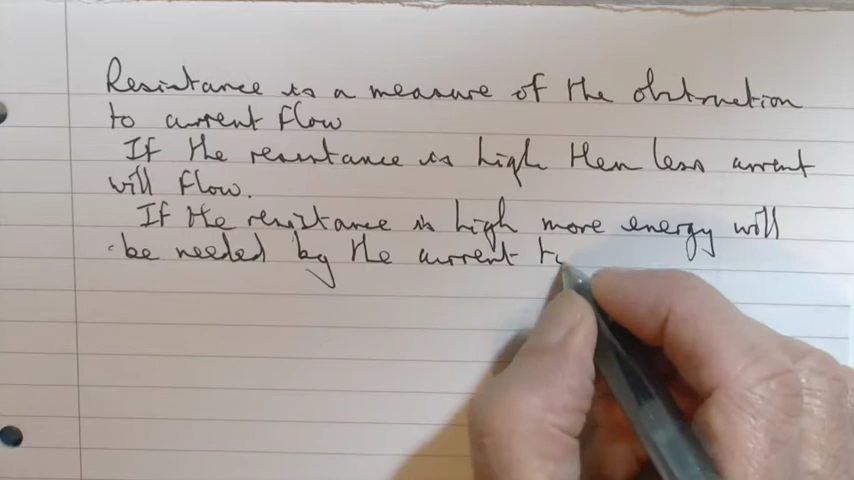 Resistance is a measure of the obstruction
to current flow
If the resistance is high then less current
will flow.
If the resistance is high more energy will
be needed by the current to